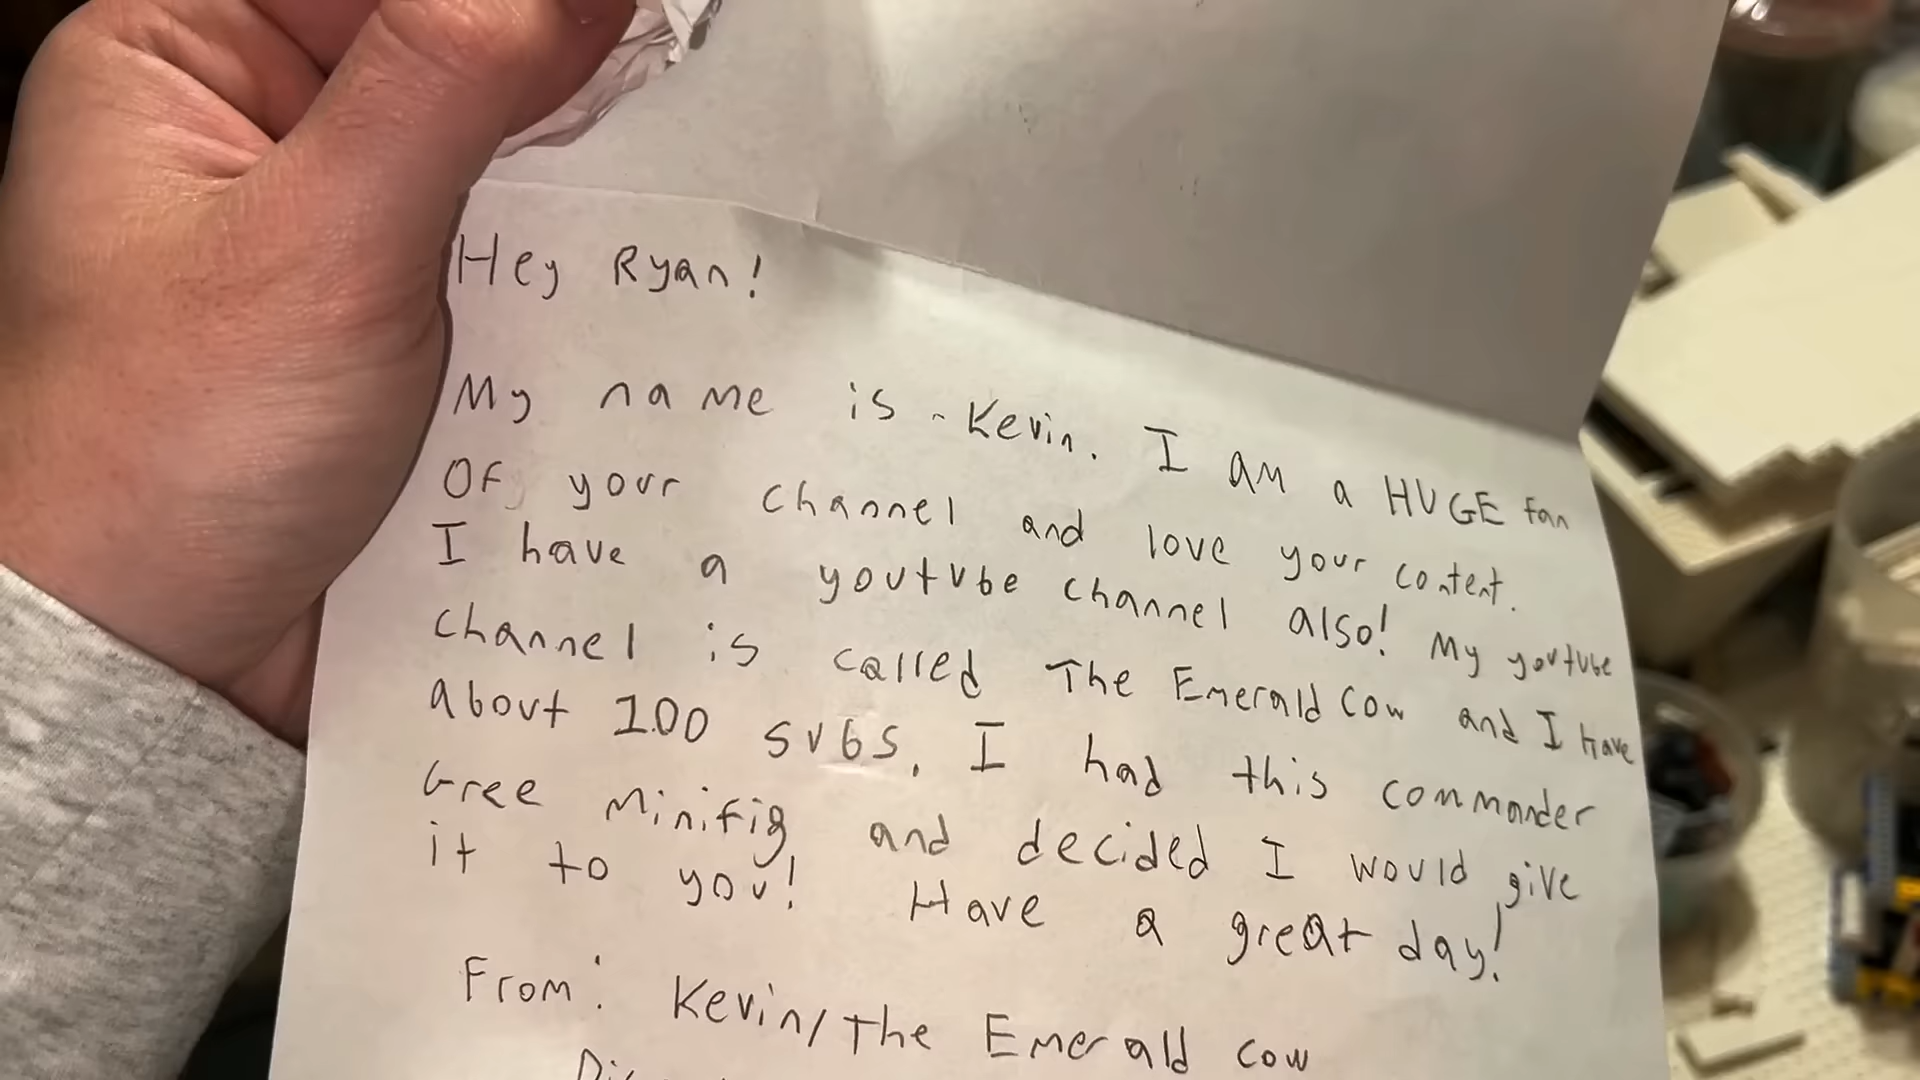 Hey Ryan!
My name is Kevin. I am a HUGE fan
Of your channel and love your content.
I have a youtube channel also! My youtube
channel is called The Emerald Cow and I have
about 100 subs. I had this commander
Gree Minifig and decided I would give
it to you! Have a great day!
From: Kevin/The Emerald Cow